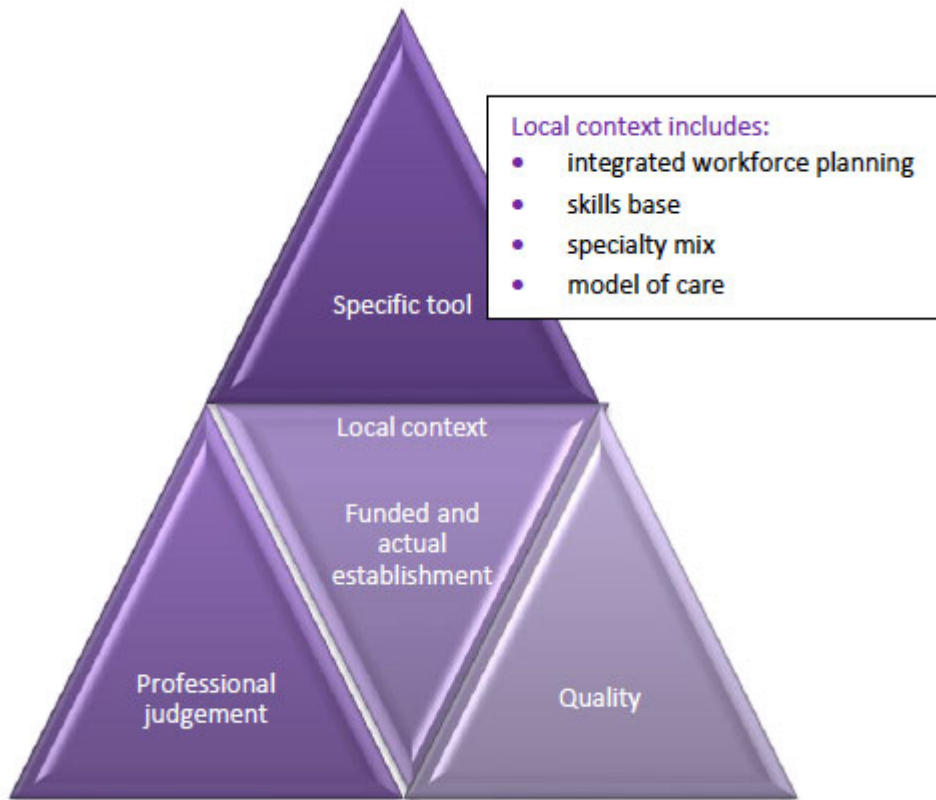 Local context includes:
• integrated workforce planning
• skills base
• specialty mix
• model of care
Specific tool
Local context
Funded and
actual
establishment
Professional
judgement
Quality